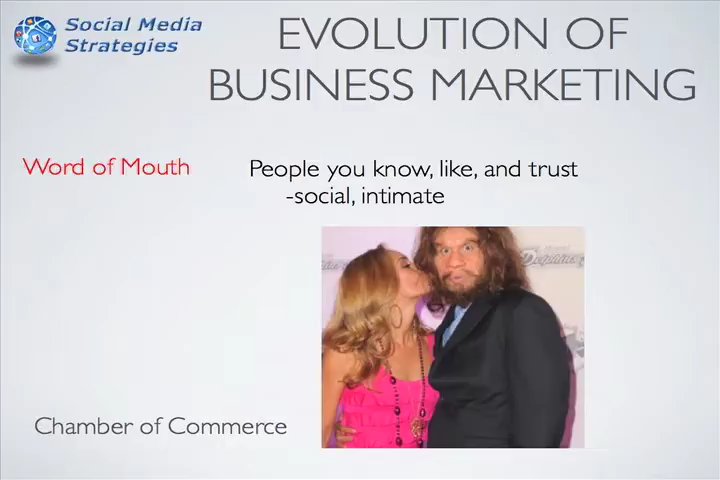 Social Media
Strategies
EVOLUTION OF
BUSINESS MARKETING
Word of Mouth
People you know, like, and trust
-social, intimate
Dolphins
Chamber of Commerce